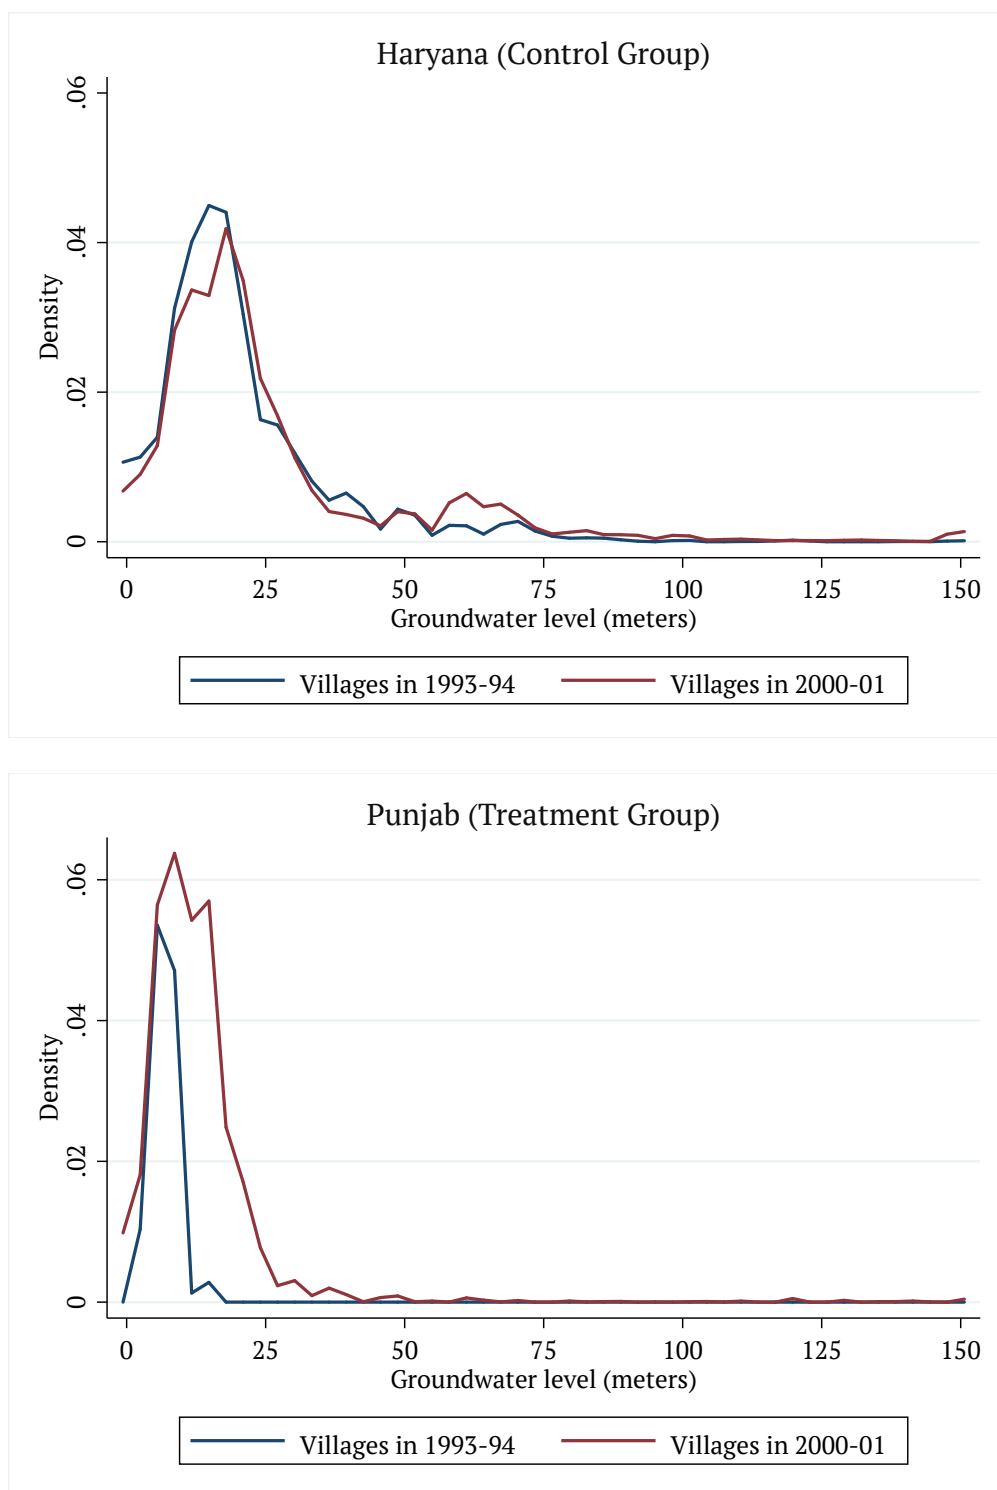 Haryana (Control Group)
.06
.04
.02
0
Density
0 25 50 75 100 125 150
Groundwater level (meters)
Villages in 1993-94 Villages in 2000-01
Punjab (Treatment Group)
.06
.04
.02
0
Density
0 25 50 75 100 125 150
Groundwater level (meters)
Villages in 1993-94 Villages in 2000-01